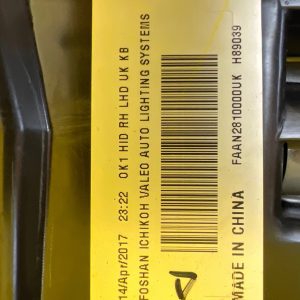 14/Apr/2017 23:22 OK1 HID RH LHD UK KB
FOSHAN ICHIKOH VALEO AUTO LIGHTING SYSTEMS
FAAN2810000UK H89039
MADE IN CHINA